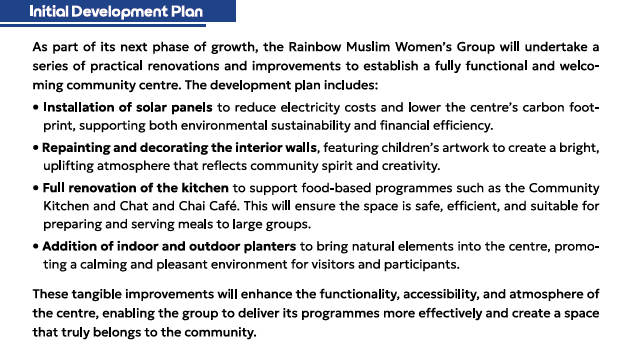 Initial Development Plan
As part of its next phase of growth, the Rainbow Muslim Women's Group will undertake a
series of practical renovations and improvements to establish a fully functional and welco-
ming community centre. The development plan includes:
• Installation of solar panels to reduce electricity costs and lower the centre's carbon foot-
print, supporting both environmental sustainability and financial efficiency.
• Repainting and decorating the interior walls, featuring children's artwork to create a bright,
uplifting atmosphere that reflects community spirit and creativity.
• Full renovation of the kitchen to support food-based programmes such as the Community
Kitchen and Chat and Chai Café. This will ensure the space is safe, efficient, and suitable for
preparing and serving meals to large groups.
• Addition of indoor and outdoor planters to bring natural elements into the centre, promo-
ting a calming and pleasant environment for visitors and participants.
These tangible improvements will enhance the functionality, accessibility, and atmosphere of
the centre, enabling the group to deliver its programmes more effectively and create a space
that truly belongs to the community.